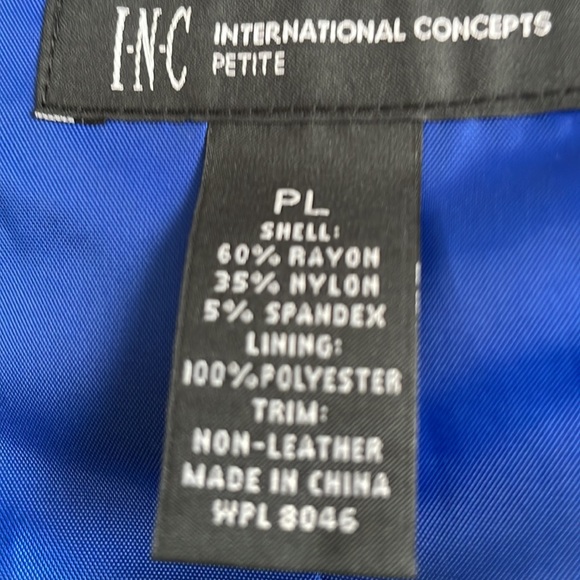 I·N·C INTERNATIONAL CONCEPTS
PETITE
PL
SHELL:
60% RAYON
35% NYLON
5% SPANDEX
LINING:
100%POLYESTER
TRIM:
NON-LEATHER
MADE IN CHINA
WPL 8046